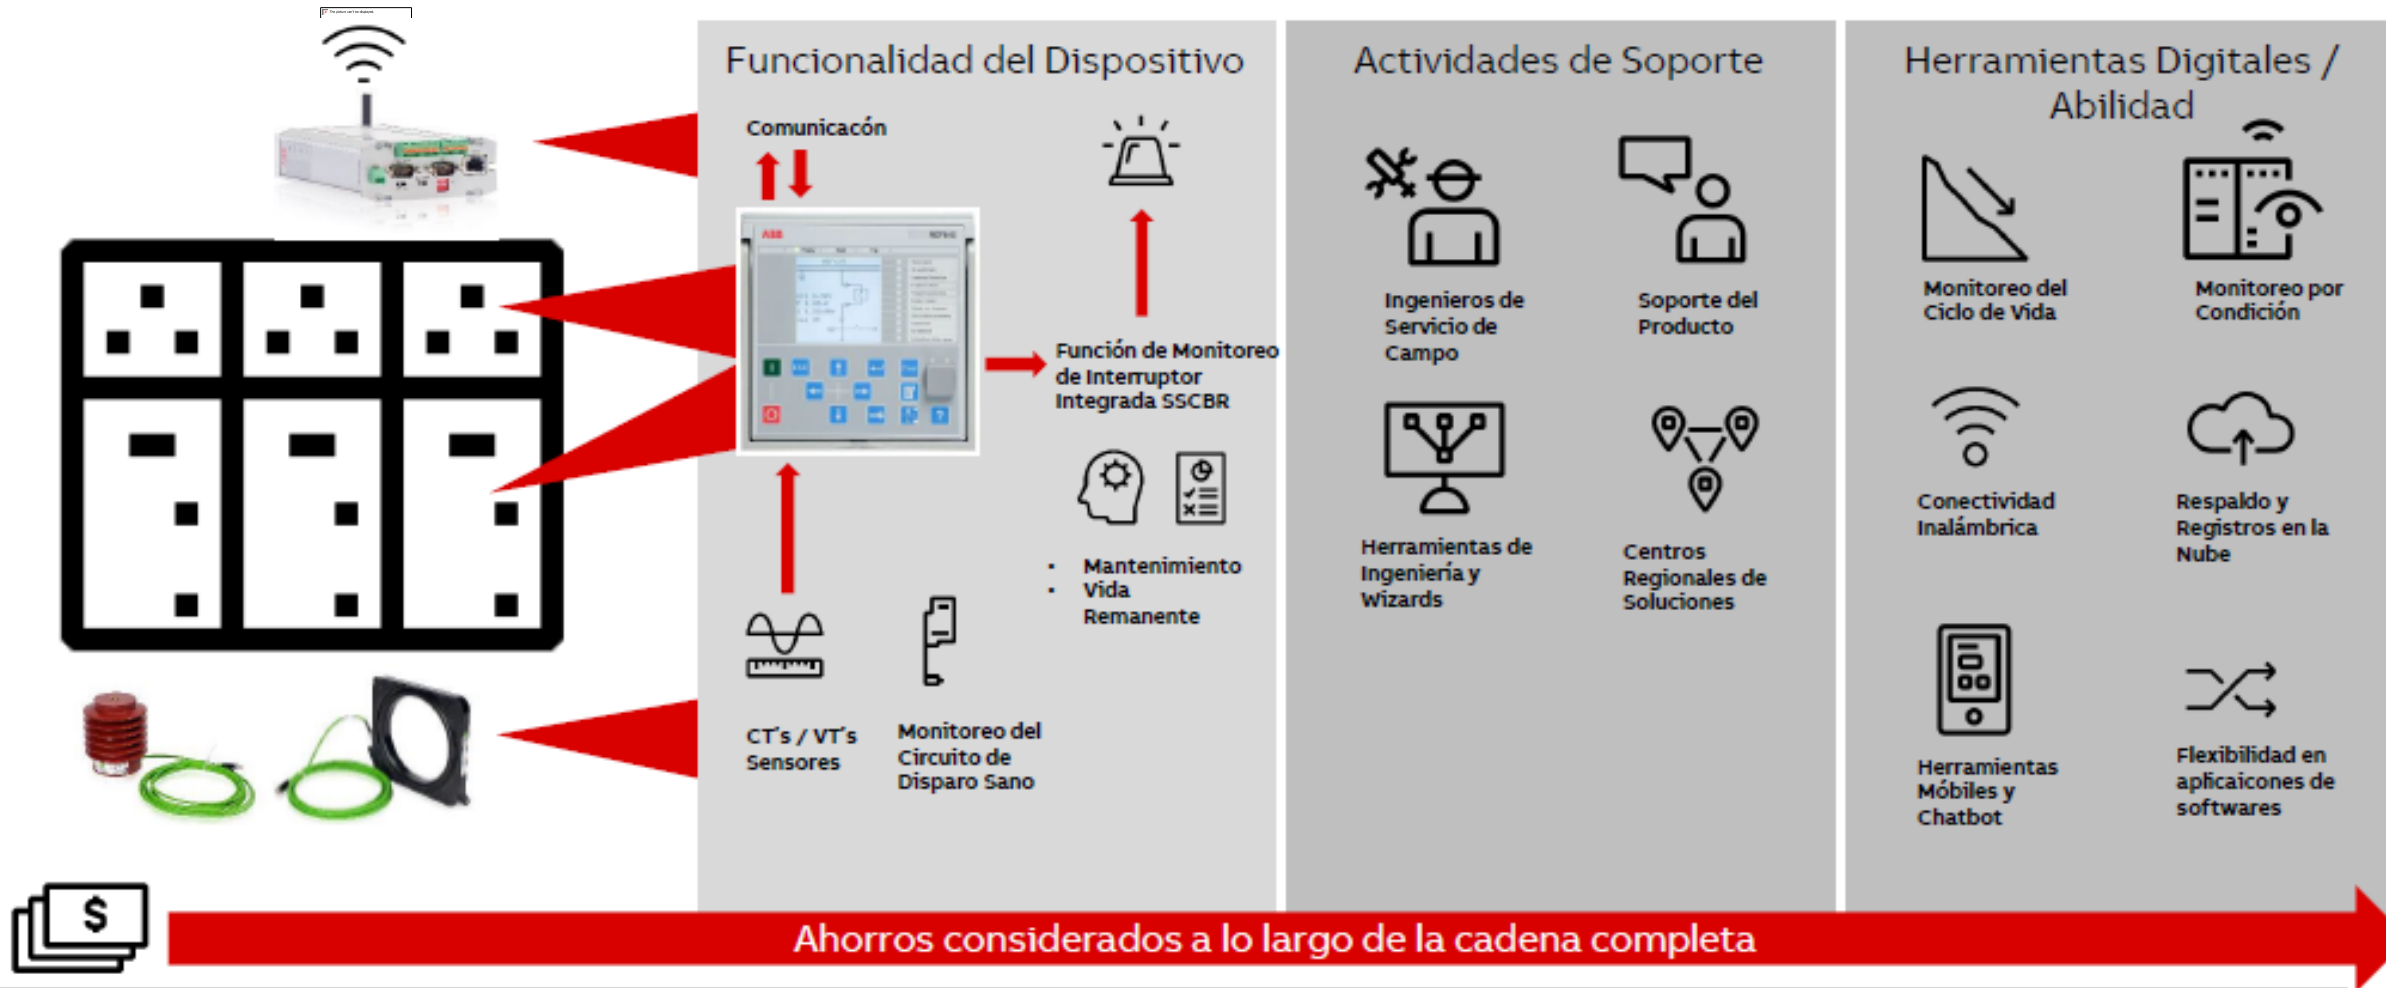 Funcionalidad del Dispositivo
Comunicacón
ABB
Función de Monitoreo
de Interruptor
Integrada SSCBR
▪ Mantenimiento
▪ Vida
Remanente
CT´s / VT´s
Sensores
Monitoreo del
Circuito de
Disparo Sano
Actividades de Soporte
Ingenieros de
Servicio de
Campo
Soporte del
Producto
Herramientas de
Ingeniería y
Wizards
Centros
Regionales de
Soluciones
Herramientas Digitales /
Abilidad
Monitoreo del
Ciclo de Vida
Monitoreo por
Condición
Conectividad
Inalámbrica
Respaldo y
Registros en la
Nube
Herramientas
Móbiles y
Chatbot
Flexibilidad en
aplicaicones de
softwares
$
Ahorros considerados a lo largo de la cadena completa